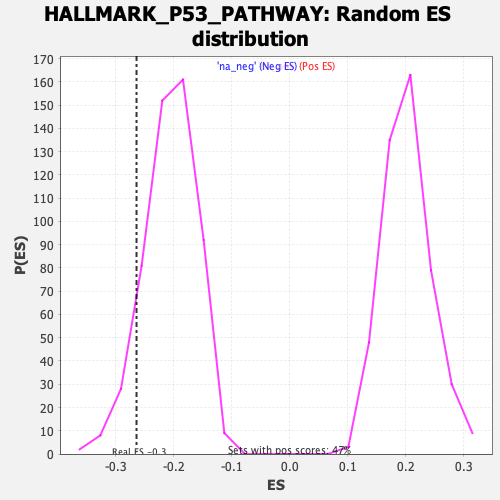 HALLMARK_P53_PATHWAY: Random ES
distribution
'na_neg' (Neg ES) (Pos ES)
170
160
150
140
130
120
110
100
90
80
70
60
50
40
30
20
10
0
P(ES)
Real ES -0.3
Sets with pos scores: 47%
-0.3 -0.2 -0.1 0.0 0.1 0.2 0.3
ES